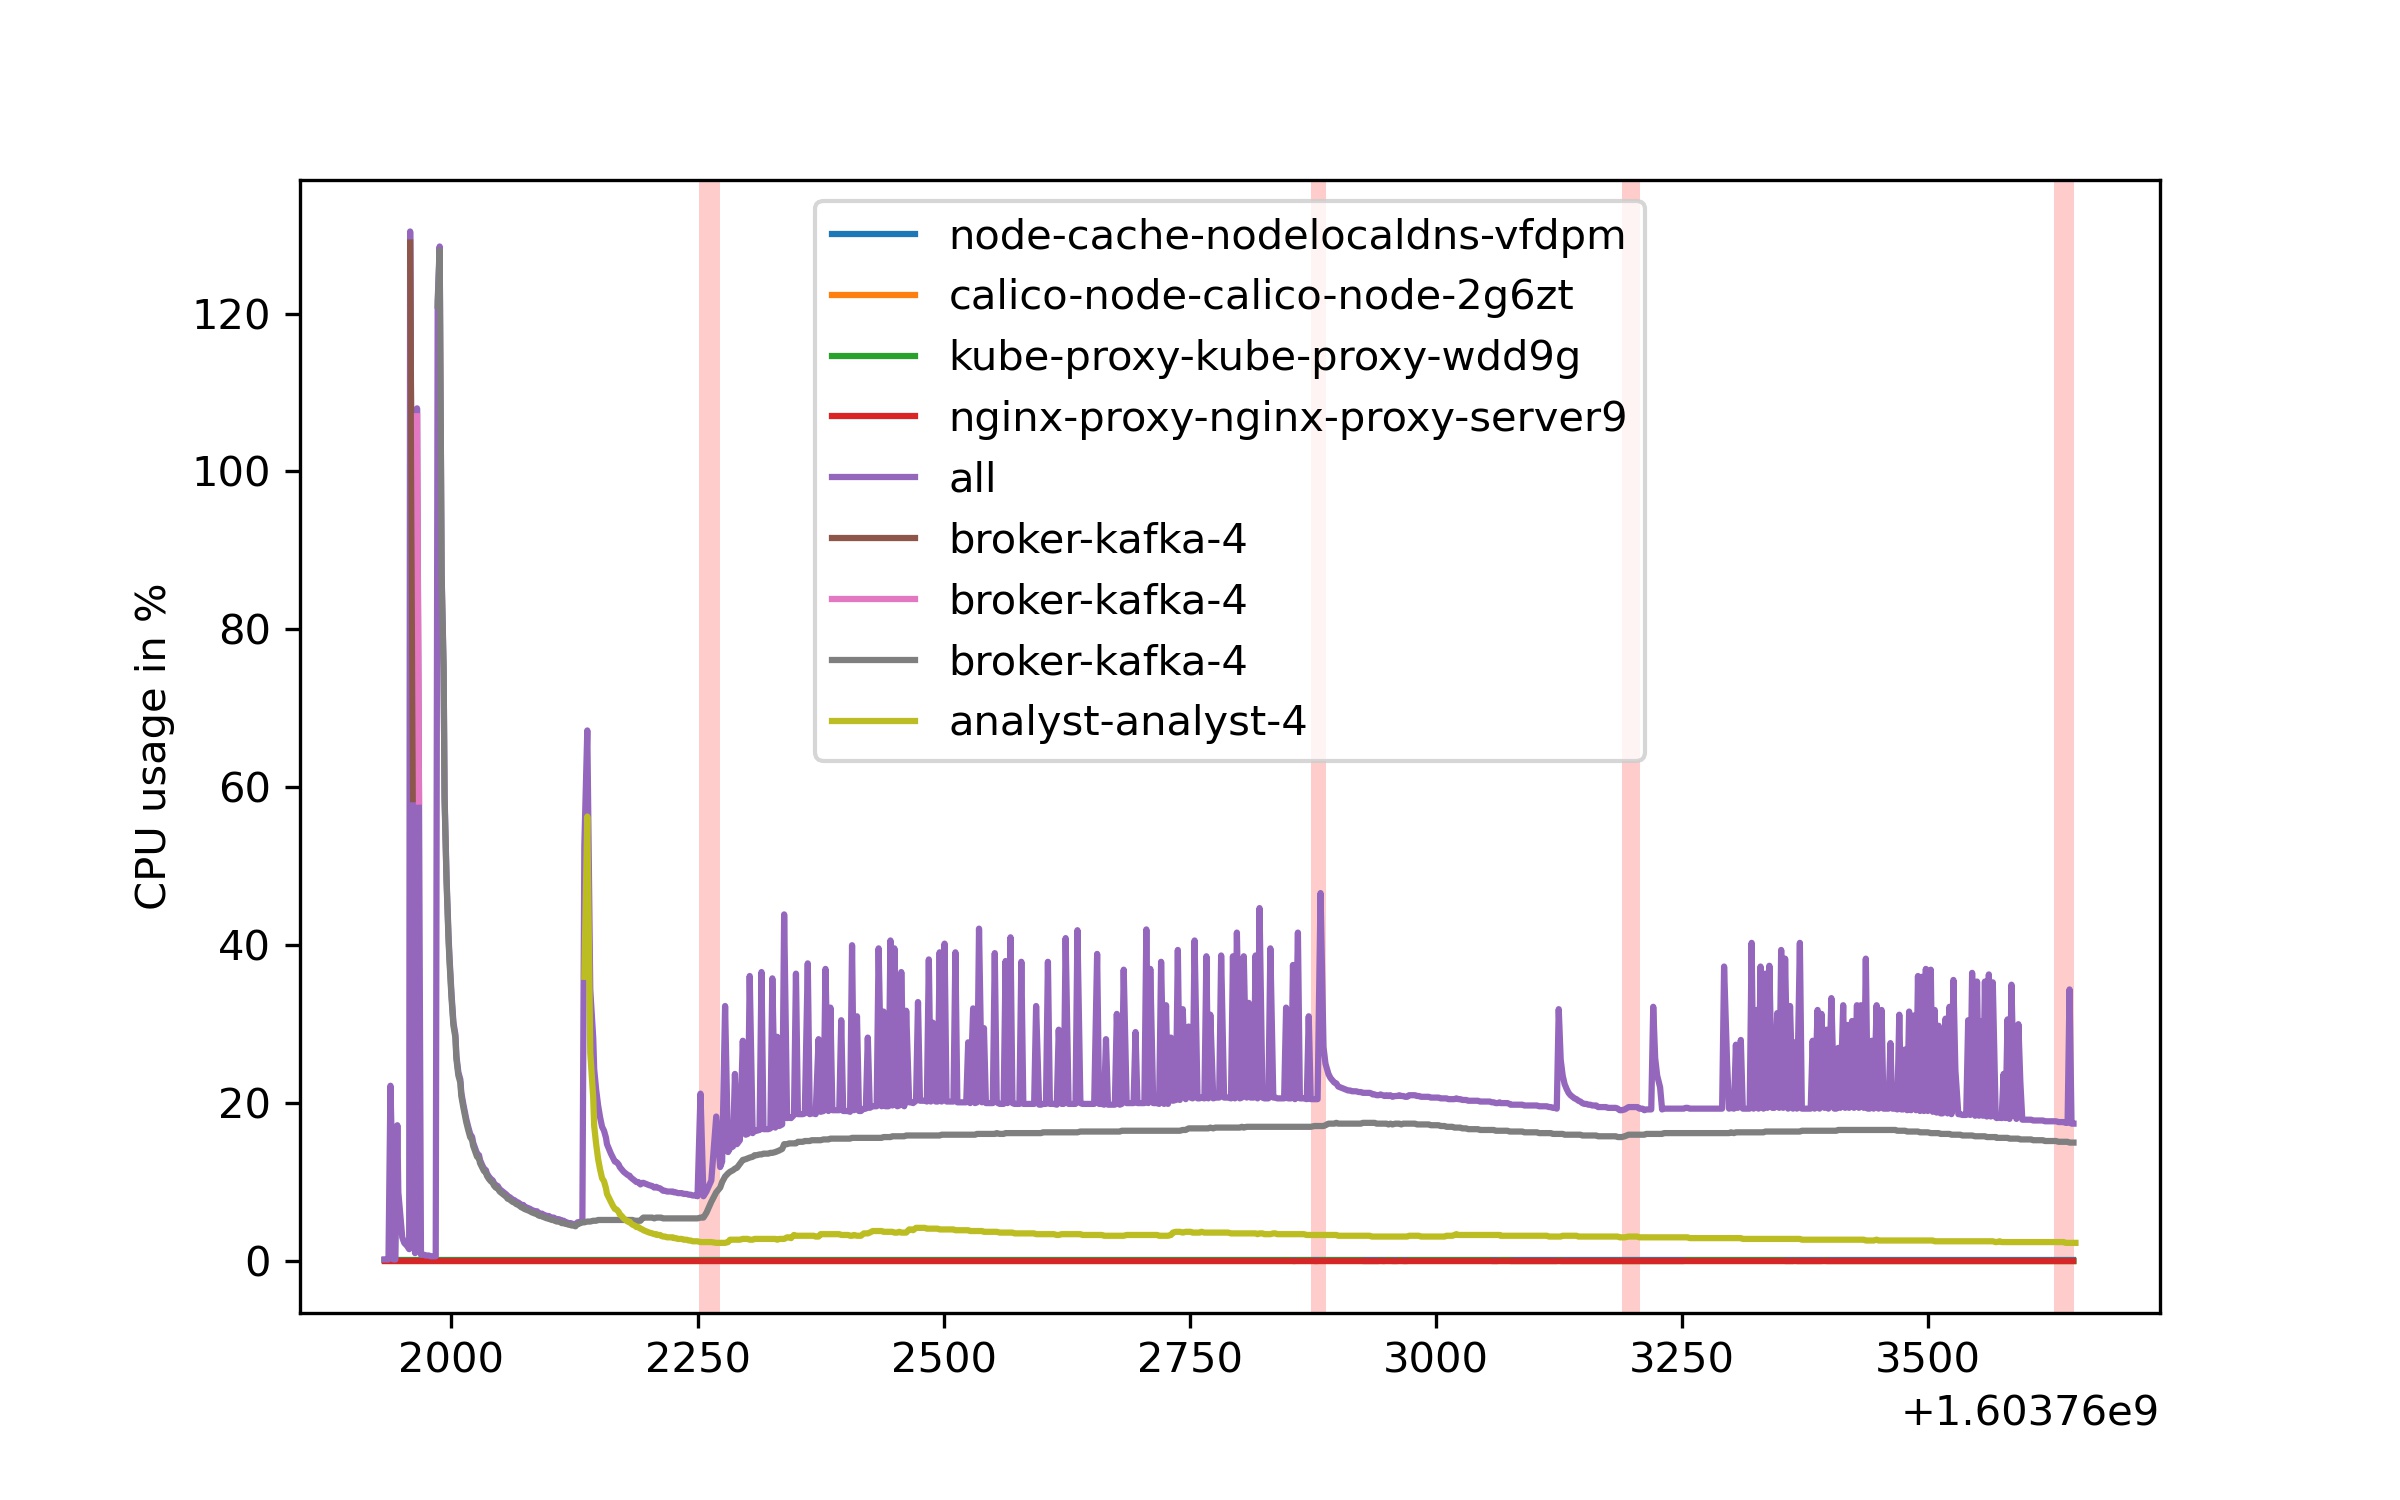 node-cache-nodelocaldns-vfdpm
calico-node-calico-node-2g6zt
kube-proxy-kube-proxy-wdd9g
nginx-proxy-nginx-proxy-server9
all
broker-kafka-4
broker-kafka-4
broker-kafka-4
analyst-analyst-4
CPU usage in %
120
100
80
60
40
20
0
2000 2250 2500 2750 3000 3250 3500
+1.60376e9